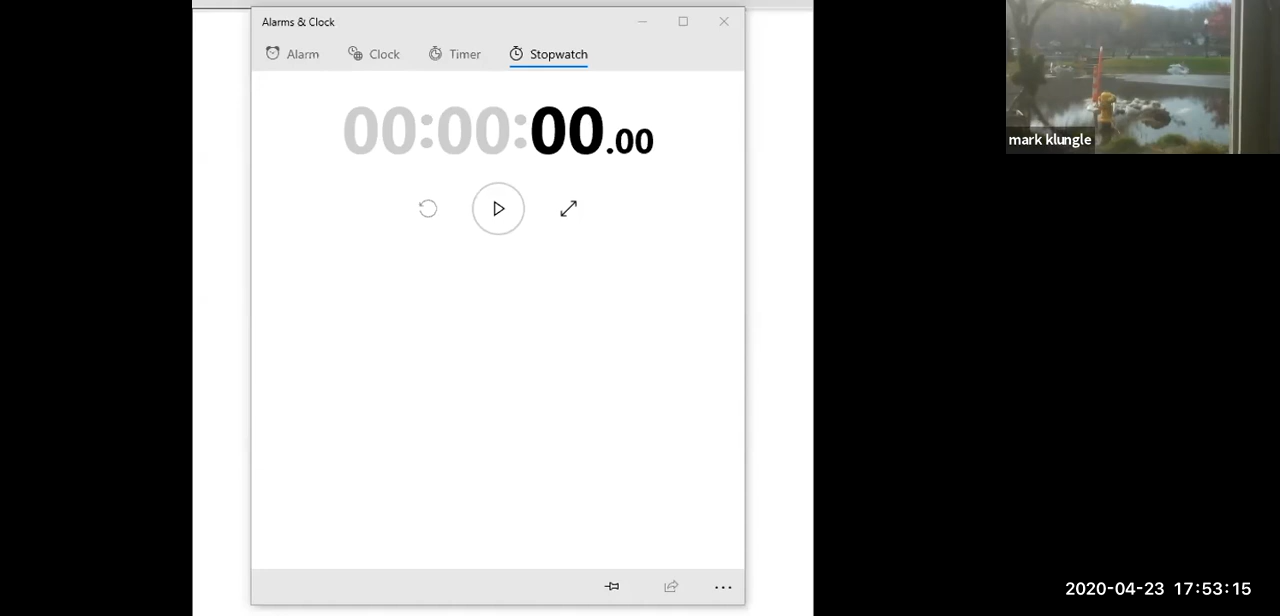 Alarms & Clock
Alarm Clock Timer Stopwatch
00:00:00.00
mark klungle
2020-04-23 17:53:15